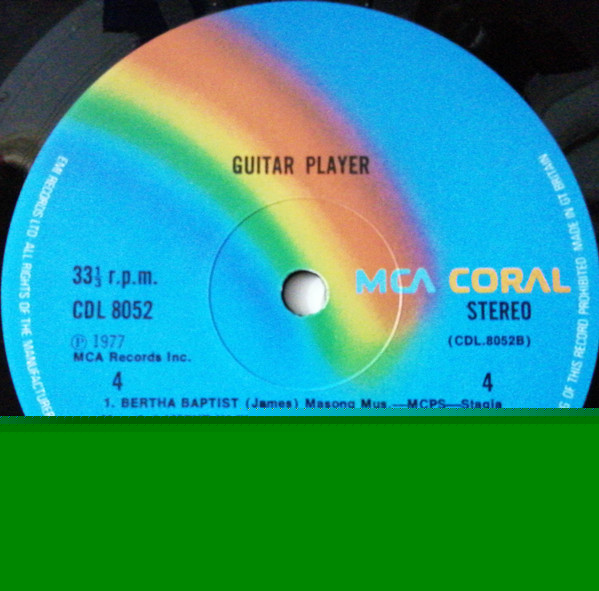 GUITAR PLAYER
MCA CORAL
33⅓ r.p.m.
CDL 8052
STEREO
(CDL.8052B)
Ⓟ 1977
MCA Records Inc.
4
4
1. BERTHA BAPTIST (James) Masong Mus.—MCPS—Stagia
EMI RECORDS LTD ALL RIGHTS OF THE MANUFACTURER
OF THIS RECORD PROHIBITED MADE IN GT BRITAIN